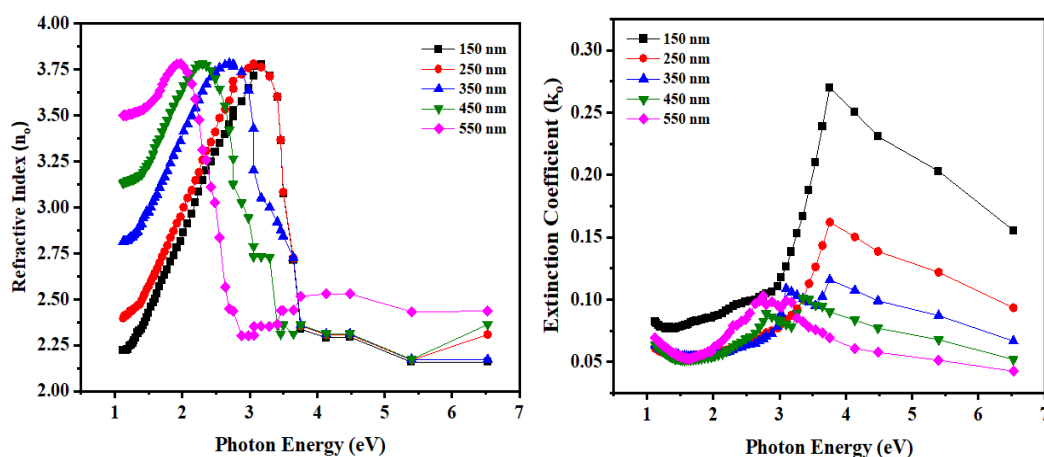 4.00
3.75
3.50
3.25
3.00
2.75
2.50
2.25
2.00
Refractive Index (n₀)
1 2 3 4 5 6 7
Photon Energy (eV)
150 nm
250 nm
350 nm
450 nm
550 nm
0.30
0.25
0.20
0.15
0.10
0.05
Extinction Coefficient (k₀)
0 1 2 3 4 5 6 7
Photon Energy (eV)
150 nm
250 nm
350 nm
450 nm
550 nm